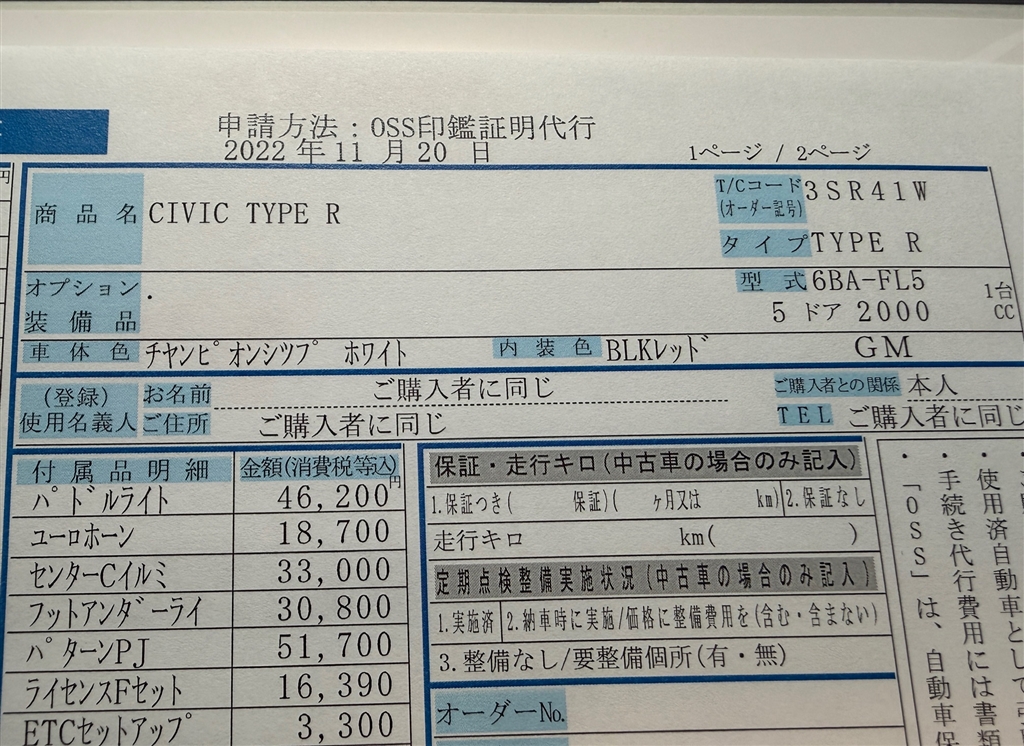 申請方法：OSS印鑑証明代行
2022 年 11 月 20 日
1ページ / 2ページ
円
商品名 CIVIC TYPE R
T/Cコード 3SR41W
(オーダー記号)
タイプ TYPE R
オプション .
装備品
型式 6BA-FL5
1台
5 ドア 2000
CC
車体色 チヤンピオンシツプ ホワイト
内装色 BLKレッド
GM
(登録)
使用名義人
お名前 ご購入者に同じ
ご購入者との関係 本人
ご住所 ご購入者に同じ
TEL ご購入者に同じ
付属品明細 金額(消費税等込)
円
パドルライト 46,200
ユーロホーン 18,700
センターCイルミ 33,000
フットアンダーライ 30,800
パターンPJ 51,700
ライセンスFセット 16,390
ETCセットアップ 3,300
保証・走行キロ(中古車の場合のみ記入)
1.保証つき( 保証)( ヶ月又は km) 2.保証なし
走行キロ km( )
定期点検整備実施状況(中古車の場合のみ記入)
1.実施済 2.納車時に実施/価格に整備費用を(含む・含まない)
3.整備なし/要整備個所(有・無)
オーダーNo.
・使用済自動車として引
・手続き代行費用には書類
・「OSS」は、自動車保